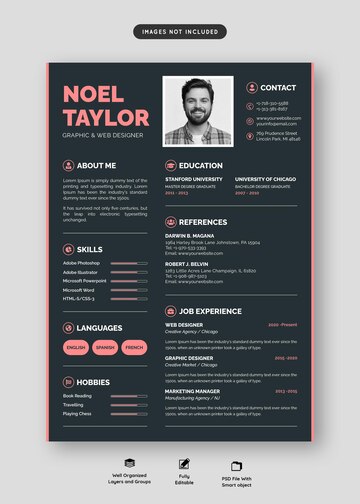 IMAGES NOT INCLUDED
NOEL
TAYLOR
GRAPHIC & WEB DESIGNER
CONTACT
+0-718-310-5588
+0-313-381-8167
www.yourwebsite.com
yourinfo@email.com
769 Prudence Street
Lincoln Park, MI 48146
ABOUT ME
Lorem Ipsum is simply dummy text of the
printing and typesetting industry. Lorem
Ipsum has been the industry's standard
dummy text.
It has survived not only five centuries, but
the leap into electronic typesetting
unchanged.
EDUCATION
STANFORD UNIVERSITY
MASTER DEGREE GRADUATE
2011 - 2013
UNIVERSITY OF CHICAGO
BACHELOR DEGREE GRADUATE
2007 - 2010
REFERENCES
DARWIN B. MAGANA
1984 Harley Brook Lane Johnstown, PA 15904
Tel: +1 970-533-3393
Email: www.yourwebsite.com
ROBERT J. BELVIN
1283 Little Acres Lane Champaign, IL 61820
Tel: +1 908-987-5103
Email: www.yourwebsite.com
SKILLS
Adobe Photoshop
Adobe Illustrator
Microsoft Powerpoint
Microsoft Word
HTML-5/CSS-3
LANGUAGES
ENGLISH
SPANISH
FRENCH
HOBBIES
Book Reading
Travelling
Playing Chess
JOB EXPERIENCE
WEB DESIGNER
2020 -Present
Creative Agency / Chicago
Lorem Ipsum has been the industry's standard dummy text ever since the
1500s, when an unknown printer took a galley of type.
GRAPHIC DESIGNER
2015 -2020
Creative Market / Chicago
Lorem Ipsum has been the industry's standard dummy text ever since the
1500s, when an unknown printer took a galley of type.
MARKETING MANAGER
2013 -2015
Manufacturing Agency / NJ
Lorem Ipsum has been the industry's standard dummy text ever since the
1500s, when an unknown printer took a galley of type.
Well Organized
Layers and Groups
Fully
Editable
PSD File With
Smart object